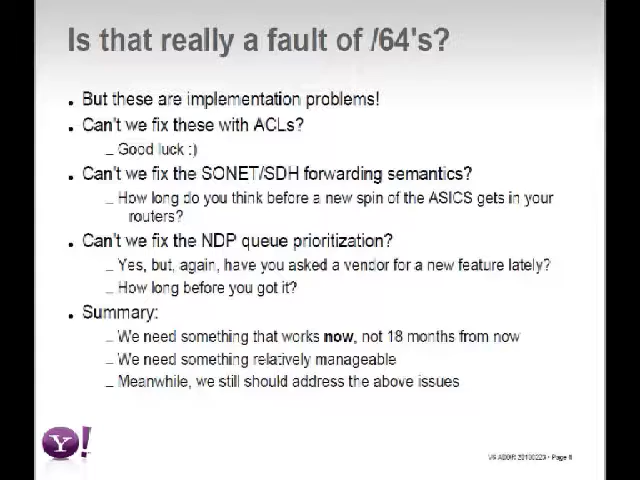 Is that really a fault of /64's?
But these are implementation problems!
Can't we fix these with ACLs?
Good luck :)
Can't we fix the SONET/SDH forwarding semantics?
How long do you think before a new spin of the ASICS gets in your
routers?
Can't we fix the NDP queue prioritization?
Yes, but, again, have you asked a vendor for a new feature lately?
How long before you got it?
Summary:
We need something that works now, not 18 months from now
We need something relatively manageable
Meanwhile, we still should address the above issues
Y!
20100223 - Page